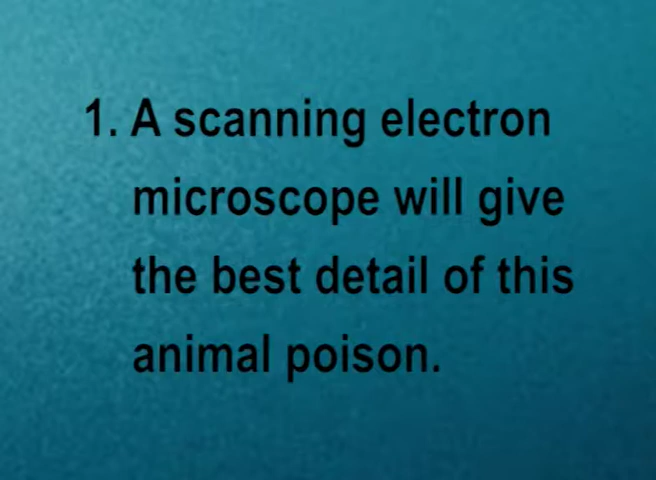 1. A scanning electron
microscope will give
the best detail of this
animal poison.